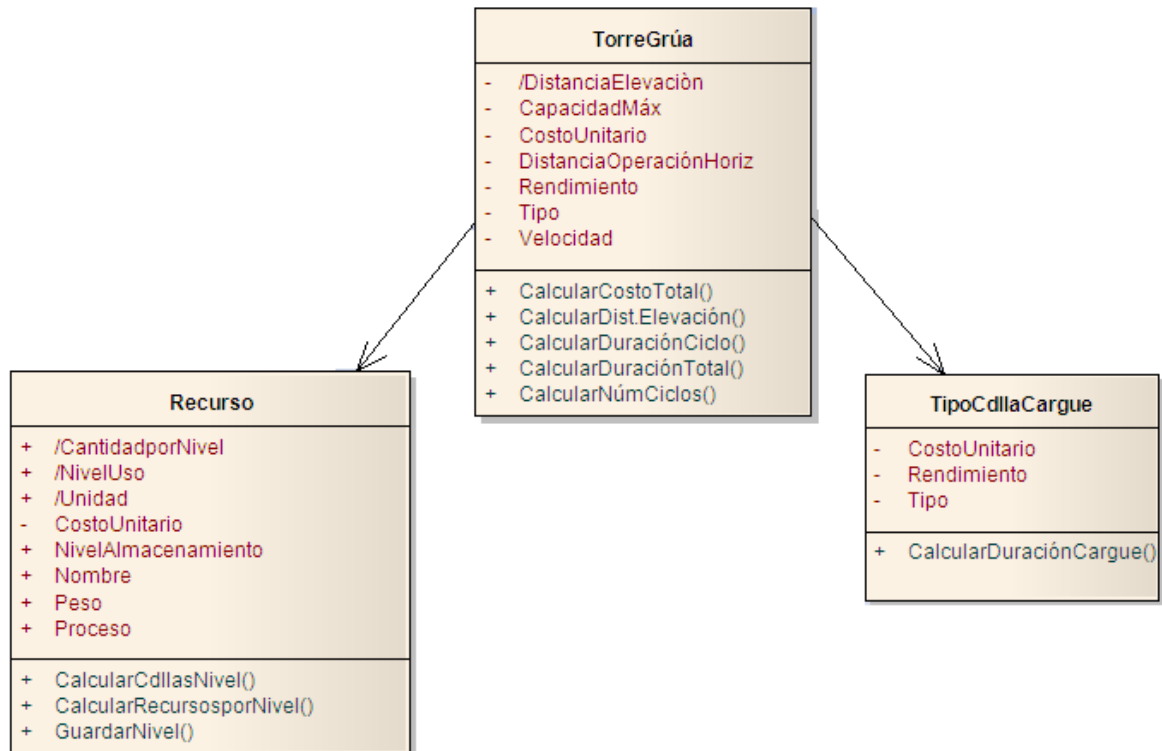 TorreGrúa
- /DistanciaElevaciòn
- CapacidadMáx
- CostoUnitario
- DistanciaOperaciónHoriz
- Rendimiento
- Tipo
- Velocidad
+ CalcularCostoTotal()
+ CalcularDist.Elevación()
+ CalcularDuraciónCiclo()
+ CalcularDuraciónTotal()
+ CalcularNúmCiclos()
Recurso
+ /CantidadporNivel
+ /NivelUso
+ /Unidad
- CostoUnitario
+ NivelAlmacenamiento
+ Nombre
+ Peso
+ Proceso
+ CalcularCdllasNivel()
+ CalcularRecursosporNivel()
+ GuardarNivel()
TipoCdllaCargue
- CostoUnitario
- Rendimiento
- Tipo
+ CalcularDuraciónCargue()